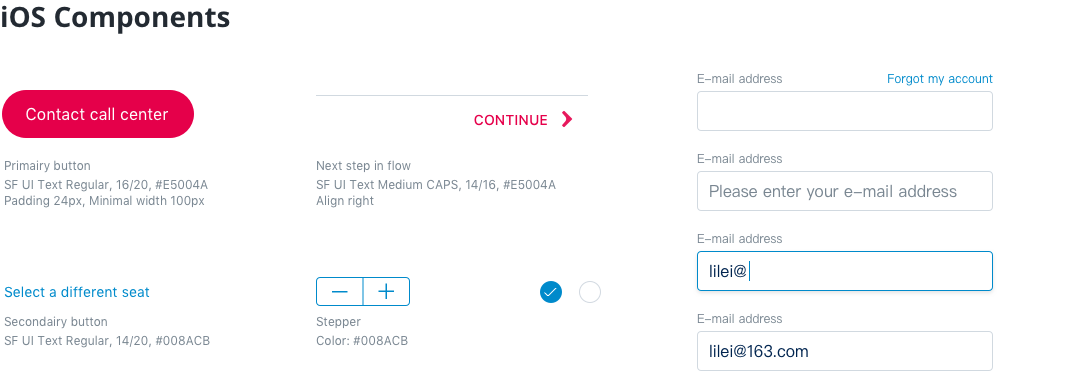 iOS Components
Contact call center
Primairy button
SF UI Text Regular, 16/20, #E5004A
Padding 24px, Minimal width 100px
CONTINUE
Next step in flow
SF UI Text Medium CAPS, 14/16, #E5004A
Align right
Select a different seat
Secondairy button
SF UI Text Regular, 14/20, #008ACB
Stepper
Color: #008ACB
E-mail address
Forgot my account
E-mail address
Please enter your e-mail address
E-mail address
lilei@
E-mail address
lilei@163.com